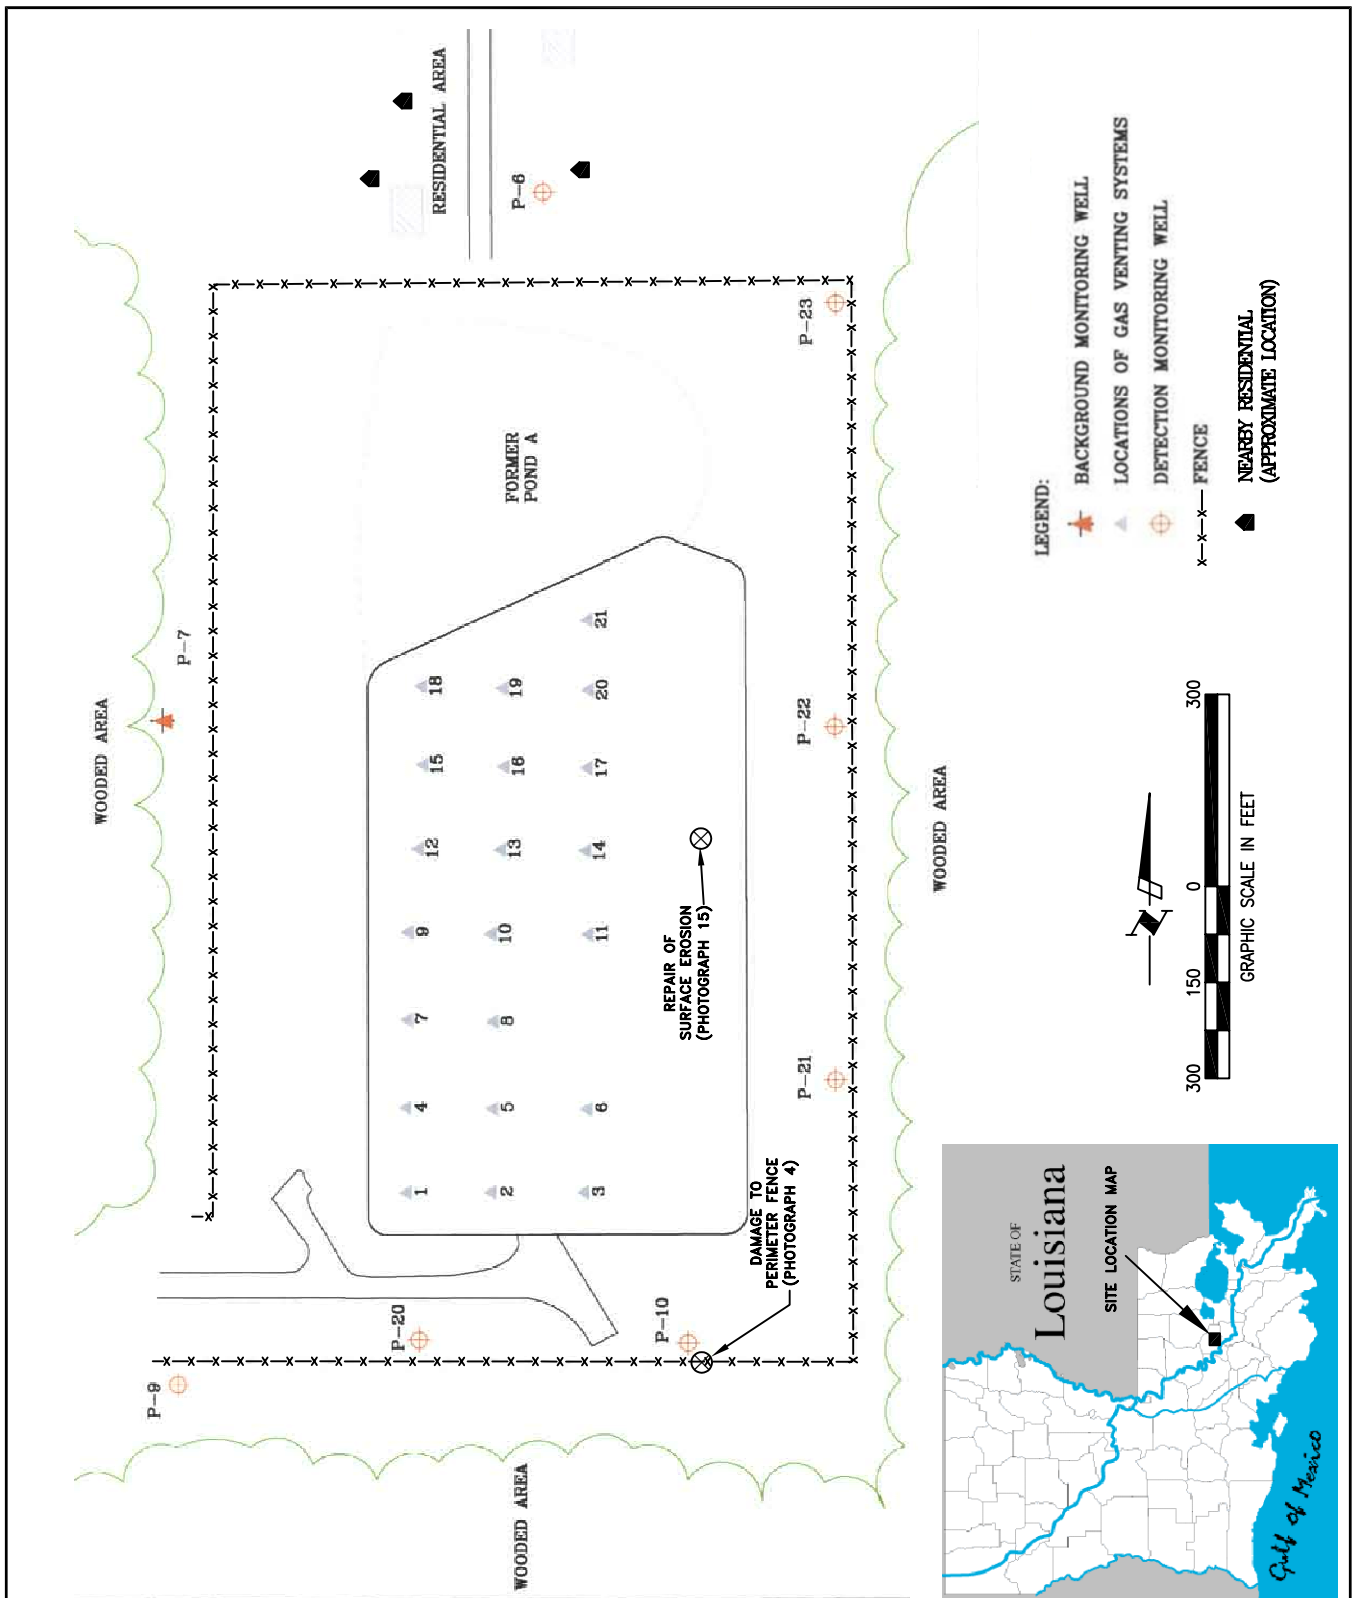 WOODED AREA
P-9
P-20
P-10
DAMAGE TO
PERIMETER FENCE
(PHOTOGRAPH 4)
1
2
3
4
5
6
7
8
9
10
11
12
13
14
15
16
17
18
19
20
21
REPAIR OF
SURFACE EROSION
(PHOTOGRAPH 15)
WOODED AREA
P-7
FORMER
POND A
RESIDENTIAL AREA
P-6
P-21
P-22
P-23
WOODED AREA
LEGEND:
BACKGROUND MONITORING WELL
LOCATIONS OF GAS VENTING SYSTEMS
DETECTION MONITORING WELL
x—x—x— FENCE
NEARBY RESIDENTIAL
(APPROXIMATE LOCATION)
N
300 150 0 300
GRAPHIC SCALE IN FEET
STATE OF
Louisiana
SITE LOCATION MAP
Gulf of Mexico